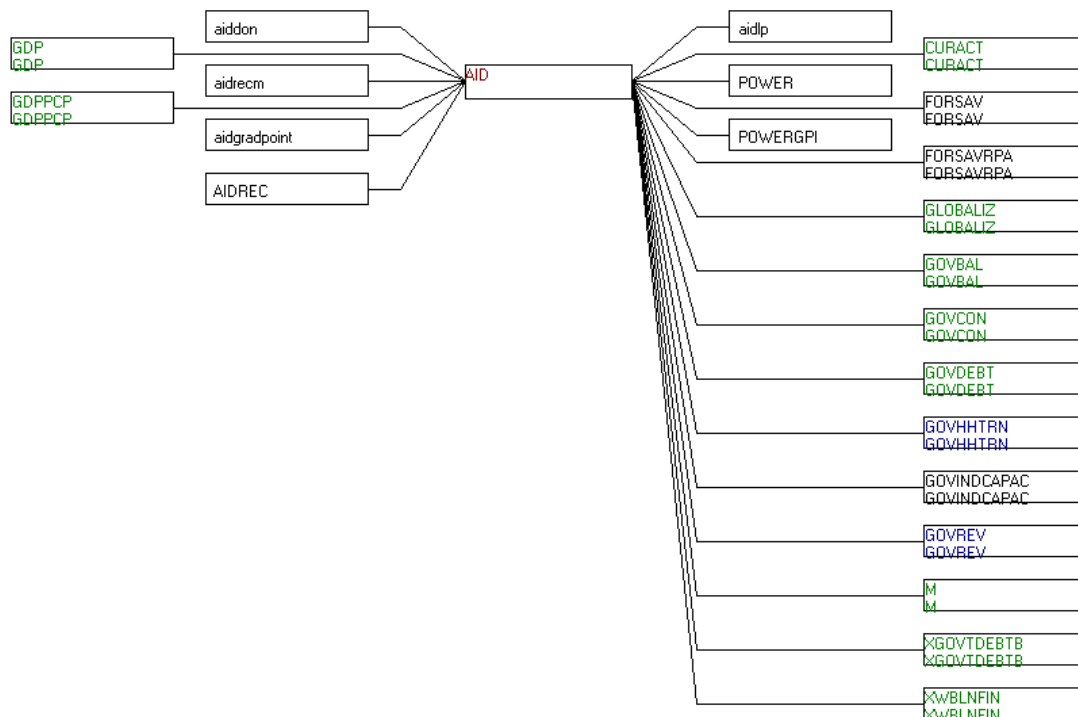 aiddon
aidlp
GDP
GDP
CURACT
CURACT
AID
aidrecm
POWER
GDPPCP
GDPPCP
FORSAV
FORSAV
aidgradpoint
POWERGPI
FORSAVRPA
FORSAVRPA
AIDREC
GLOBALIZ
GLOBALIZ
GOVBAL
GOVBAL
GOVCON
GOVCON
GOVDEBT
GOVDEBT
GOVHHTRN
GOVHHTRN
GOVINDCAPAC
GOVINDCAPAC
GOVREV
GOVREV
M
M
XGOVTDEBTB
XGOVTDEBTB
XWBLNFIN
XWBLNFIN